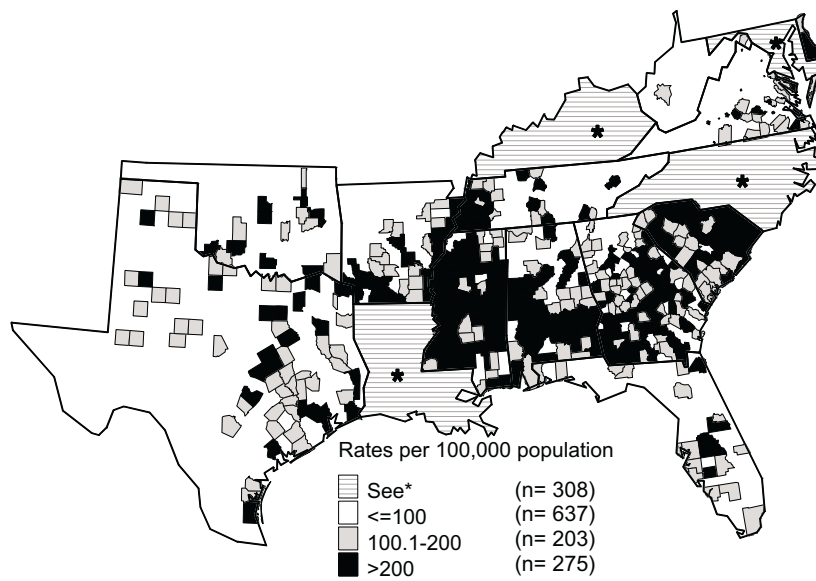 *
*
*
*
Rates per 100,000 population
See* (n= 308)
<=100 (n= 637)
100.1-200 (n= 203)
>200 (n= 275)